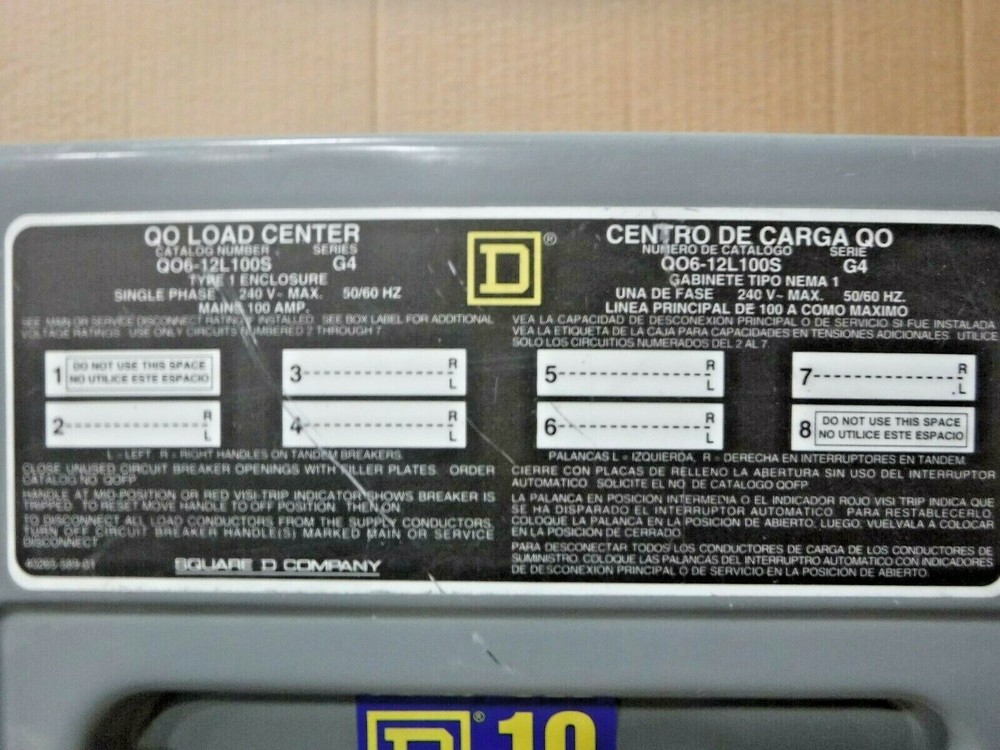 QO LOAD CENTER
CATALOG NUMBER SERIES
QO6-12L100S G4
TYPE 1 ENCLOSURE
SINGLE PHASE 240 V~ MAX. 50/60 HZ
MAINS 100 AMP.
SEE MAIN OR SERVICE DISCONNECT RATING IF INSTALLED. SEE BOX LABEL FOR ADDITIONAL
VOLTAGE RATINGS. USE ONLY CIRCUITS NUMBERED 2 THROUGH 7
1 DO NOT USE THIS SPACE
NO UTILICE ESTE ESPACIO
2 R
L
3 R
L
4 R
L
L - LEFT, R - RIGHT HANDLES ON TANDEM BREAKERS.
CLOSE UNUSED CIRCUIT BREAKER OPENINGS WITH FILLER PLATES. ORDER
CATALOG NO. QOFP
HANDLE AT MID-POSITION OR RED VISI-TRIP INDICATOR SHOWS BREAKER IS
TRIPPED. TO RESET MOVE HANDLE TO OFF POSITION, THEN ON
TO DISCONNECT ALL LOAD CONDUCTORS FROM THE SUPPLY CONDUCTORS,
TURN OFF CIRCUIT BREAKER HANDLE(S) MARKED MAIN OR SERVICE
DISCONNECT
SQUARE D COMPANY
D ®
CENTRO DE CARGA QO
NUMERO DE CATALOGO SERIE
QO6-12L100S G4
GABINETE TIPO NEMA 1
UNA DE FASE 240 V~ MAX. 50/60 HZ.
LINEA PRINCIPAL DE 100 A COMO MAXIMO
VEA LA CAPACIDAD DE DESCONEXION PRINCIPAL O DE SERVICIO SI FUE INSTALADA.
VEA LA ETIQUETA DE LA CAJA PARA CAPACIDADES EN TENSIONES ADICIONALES. UTILICE
SOLO LOS CIRCUITIOS NUMERADOS DEL 2 AL 7.
5 R
L
6 R
L
7 R
L
8 DO NOT USE THIS SPACE
NO UTILICE ESTE ESPACIO
PALANCAS L = IZQUIERDA, R = DERECHA EN INTERRUPTORES EN TANDEM.
CIERRE CON PLACAS DE RELLENO LA ABERTURA SIN USO DEL INTERRUPTOR
AUTOMATICO. SOLICITE EL NO. DE CATALOGO QOFP
LA PALANCA EN POSICION INTERMEDIA O EL INDICADOR ROJO VISI TRIP INDICA QUE
SE HA DISPARADO EL INTERRUPTOR AUTOMATICO. PARA RESTABLECERLO,
COLOQUE LA PALANCA EN LA POSICION DE ABIERTO, LUEGO, VUELVALA A COLOCAR
EN LA POSICION DE CERRADO.
PARA DESCONECTAR TODOS LOS CONDUCTORES DE CARGA DE LOS CONDUCTORES DE
SUMINISTRO, COLOQUE LAS PALANCAS DEL INTERRUPTRO AUTOMATICO CON INDICADORES
DE DESCONEXION PRINCIPAL O DE SERVICIO EN LA POSICIÓN DE ABIERTO.
D ® 10